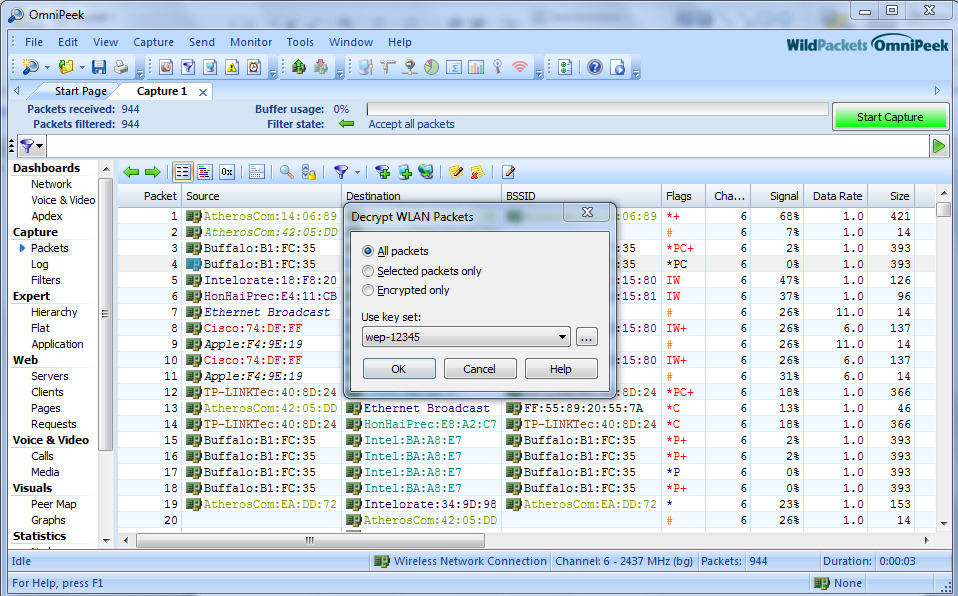 OmniPeek
File Edit View Capture Send Monitor Tools Window Help
WildPackets OmniPeek
Start Page Capture 1
Packets received: 944 Buffer usage: 0%
Packets filtered: 944 Filter state: Accept all packets
Start Capture
Dashboards
Network
Voice & Video
Apdex
Capture
Packets
Log
Filters
Expert
Hierarchy
Flat
Application
Web
Servers
Clients
Pages
Requests
Voice & Video
Calls
Media
Visuals
Peer Map
Graphs
Statistics
Packet Source Destination BSSID Flags Cha... Signal Data Rate Size
1 AtherosCom:14:06:89 :06:89 *+ 6 68% 1.0 421
2 AtherosCom:42:05:DD # 6 7% 1.0 14
3 Buffalo:B1:FC:35 :35 *PC+ 6 2% 1.0 393
4 Buffalo:B1:FC:35 :35 *PC 6 0% 1.0 393
5 Intelorate:18:F8:20 :15:80 IW 6 47% 1.0 126
6 HonHaiPrec:E4:11:CB :15:81 IW 6 37% 1.0 96
7 Ethernet Broadcast # 6 26% 11.0 14
8 Cisco:74:DF:FF :15:80 IW+ 6 26% 6.0 137
9 Apple:F4:9E:19 # 6 26% 11.0 14
10 Cisco:74:DF:FF :15:80 IW+ 6 26% 6.0 137
11 Apple:F4:9E:19 # 6 31% 6.0 14
12 TP-LINKTec:40:8D:24 :40:8D:24 *PC+ 6 18% 1.0 366
13 AtherosCom:42:05:DD Ethernet Broadcast FF:55:89:20:55:7A *C 6 13% 1.0 46
14 TP-LINKTec:40:8D:24 HonHaiPrec:E8:A2:C7 TP-LINKTec:40:8D:24 *C 6 18% 1.0 366
15 Buffalo:B1:FC:35 Intel:BA:A8:E7 Buffalo:B1:FC:35 *P+ 6 2% 1.0 393
16 Buffalo:B1:FC:35 Intel:BA:A8:E7 Buffalo:B1:FC:35 *P+ 6 2% 1.0 393
17 Buffalo:B1:FC:35 Intel:BA:A8:E7 Buffalo:B1:FC:35 *P 6 0% 1.0 393
18 Buffalo:B1:FC:35 Intel:BA:A8:E7 Buffalo:B1:FC:35 *P+ 6 0% 1.0 393
19 AtherosCom:EA:DD:72 Intelorate:34:9D:98 AtherosCom:EA:DD:72 * 6 23% 1.0 153
20 AtherosCom:42:05:DD # 6 26% 1.0 14
Decrypt WLAN Packets
All packets
Selected packets only
Encrypted only
Use key set:
wep-12345
...
OK Cancel Help
Idle Wireless Network Connection Channel: 6 - 2437 MHz (bg) Packets: 944 Duration: 0:00:03
For Help, press F1 None